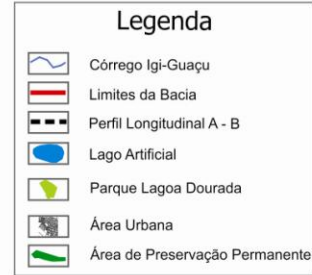 Legenda
Córrego Igi-Guaçu
Limites da Bacia
Perfil Longitudinal A - B
Lago Artificial
Parque Lagoa Dourada
Área Urbana
Área de Preservação Permanente